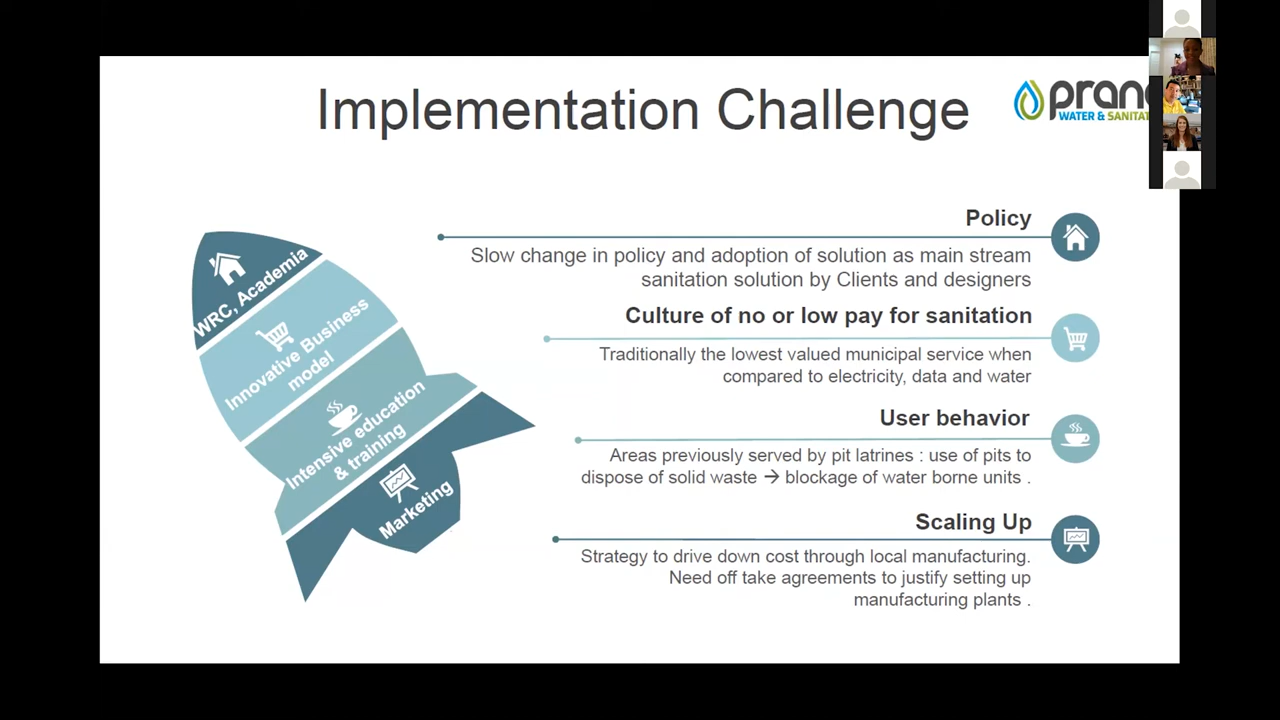 Implementation Challenge
pran
WATER & SANITAT
WRC, Academia
Innovative Business
model
Intensive education
& training
Marketing
Policy
Slow change in policy and adoption of solution as main stream
sanitation solution by Clients and designers
Culture of no or low pay for sanitation
Traditionally the lowest valued municipal service when
compared to electricity, data and water
User behavior
Areas previously served by pit latrines : use of pits to
dispose of solid waste → blockage of water borne units .
Scaling Up
Strategy to drive down cost through local manufacturing.
Need off take agreements to justify setting up
manufacturing plants .